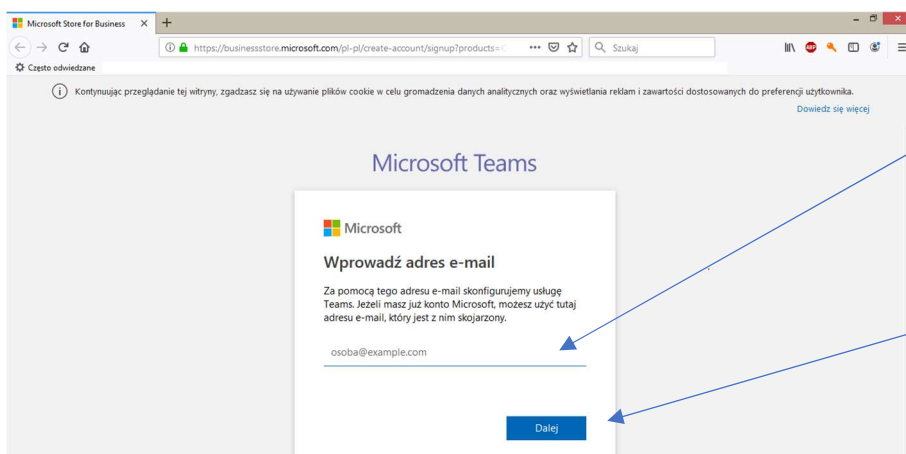 Microsoft Store for Business
https://businessstore.microsoft.com/pl-pl/create-account/signup?products=
Szukaj
ABP
Często odwiedzane
Kontynuując przeglądanie tej witryny, zgadzasz się na używanie plików cookie w celu gromadzenia danych analitycznych oraz wyświetlania reklam i zawartości dostosowanych do preferencji użytkownika.
Dowiedz się więcej
Microsoft Teams
Microsoft
Wprowadź adres e-mail
Za pomocą tego adresu e-mail skonfigurujemy usługę
Teams. Jeżeli masz już konto Microsoft, możesz użyć tutaj
adresu e-mail, który jest z nim skojarzony.
osoba@example.com
Dalej